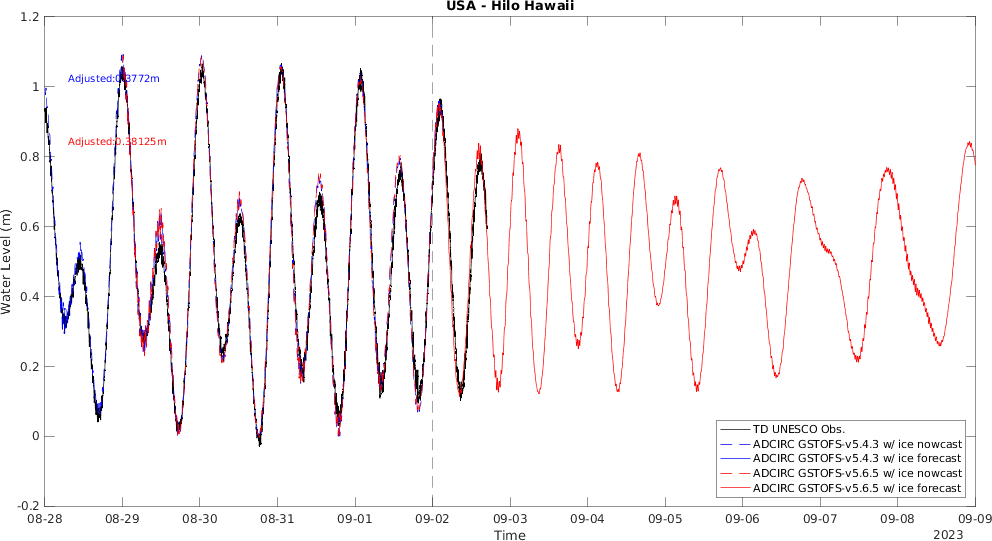 USA - Hilo Hawaii
1.2
1
0.8
0.6
0.4
0.2
0
-0.2
Water Level (m)
Adjusted:0.3772m
Adjusted:0.38125m
TD UNESCO Obs.
ADCIRC GSTOFS-v5.4.3 w/ ice nowcast
ADCIRC GSTOFS-v5.4.3 w/ ice forecast
ADCIRC GSTOFS-v5.6.5 w/ ice nowcast
ADCIRC GSTOFS-v5.6.5 w/ ice forecast
08-28 08-29 08-30 08-31 09-01 09-02 09-03 09-04 09-05 09-06 09-07 09-08 09-09
Time
2023